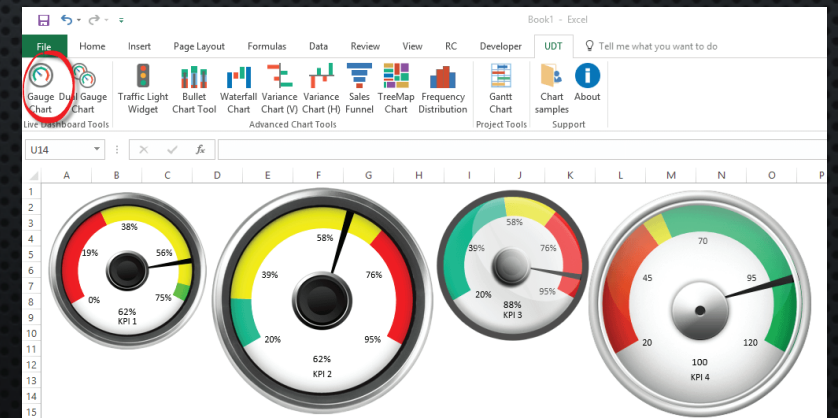 Book1 - Excel
File Home Insert Page Layout Formulas Data Review View RC Developer UDT Tell me what you want to do
Gauge Chart
Dual Gauge Chart
Traffic Light Widget
Bullet Chart Tool
Waterfall Chart
Variance Chart (V)
Variance Chart (H)
Sales Funnel
TreeMap Chart
Frequency Distribution
Gantt Chart
Chart samples
About
Live Dashboard Tools
Advanced Chart Tools
Project Tools
Support
U14 fx
A B C D E F G H I J K L M N O P
1
2
3
4
5
6
7
8
9
10
11
12
13
14
15
0%
19%
38%
56%
75%
62%
KPI 1
20%
39%
58%
76%
95%
62%
KPI 2
20%
39%
58%
76%
95%
88%
KPI 3
20
45
70
95
120
100
KPI 4